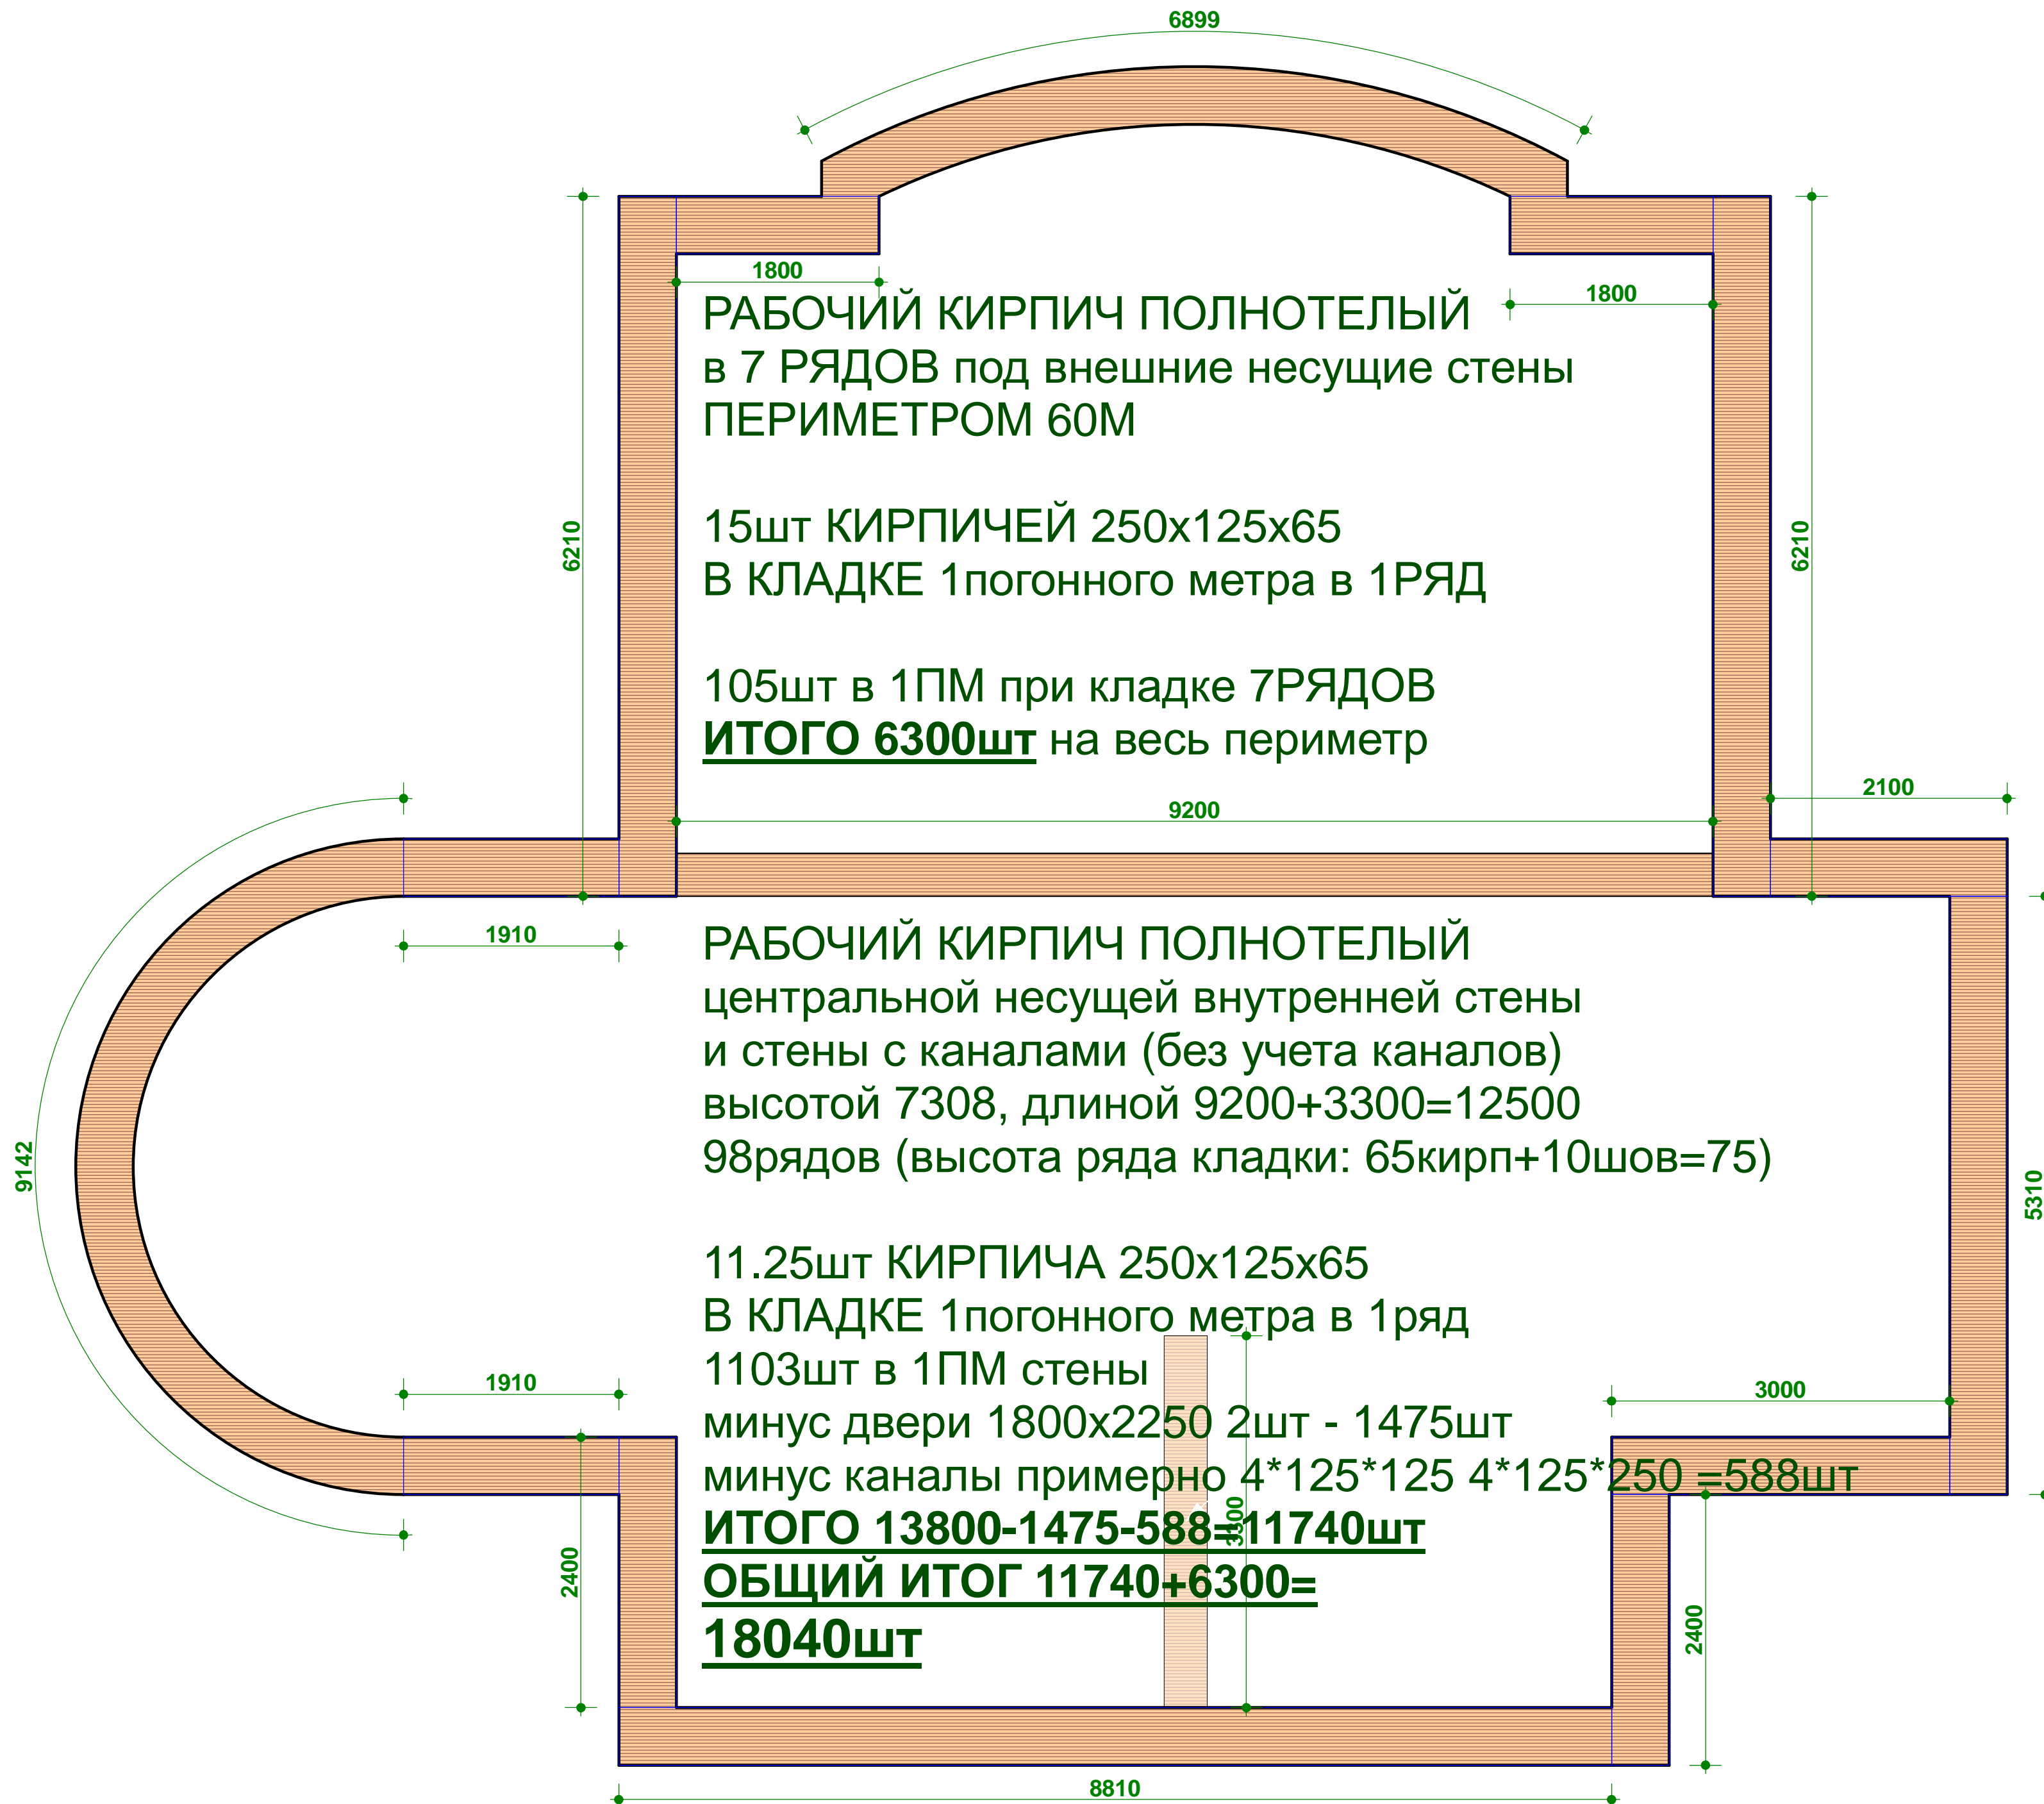 6899
1800
1800
РАБОЧИЙ КИРПИЧ ПОЛНОТЕЛЫЙ
в 7 РЯДОВ под внешние несущие стены
ПЕРИМЕТРОМ 60М
6210
6210
15шт КИРПИЧЕЙ 250х125х65
В КЛАДКЕ 1погонного метра в 1РЯД
105шт в 1ПМ при кладке 7РЯДОВ
ИТОГО 6300шт на весь периметр
2100
9200
1910
РАБОЧИЙ КИРПИЧ ПОЛНОТЕЛЫЙ
центральной несущей внутренней стены
и стены с каналами (без учета каналов)
высотой 7308, длиной 9200+3300=12500
98рядов (высота ряда кладки: 65кирп+10шов=75)
9142
5310
11.25шт КИРПИЧА 250х125х65
В КЛАДКЕ 1погонного метра в 1ряд
1103шт в 1ПМ стены
1910
3000
минус двери 1800х2250 2шт - 1475шт
минус каналы примерно 4*125*125 4*125*250 =588шт
3300
ИТОГО 13800-1475-588=11740шт
2400
ОБЩИЙ ИТОГ 11740+6300=
18040шт
2400
8810